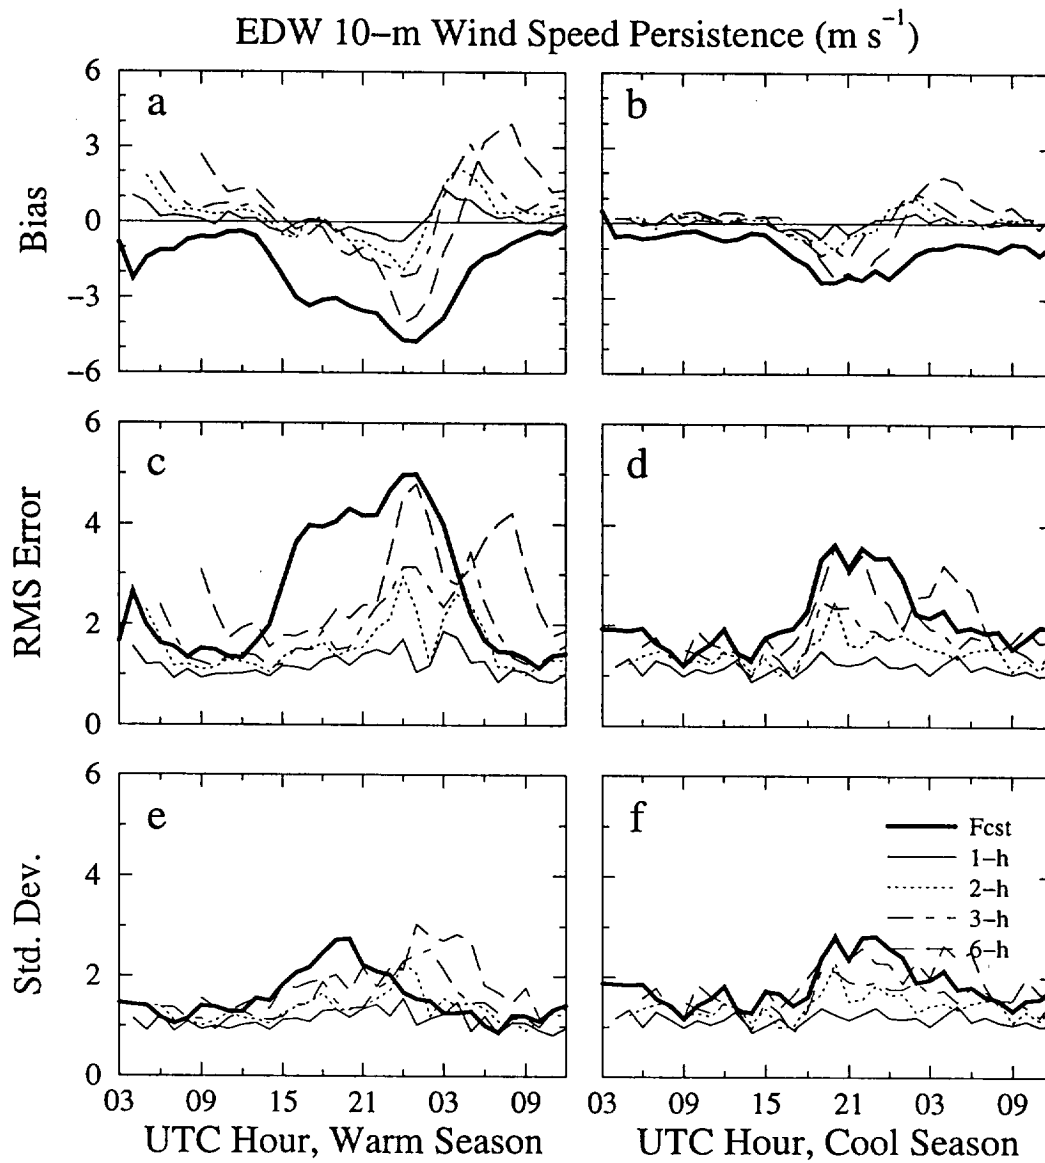 EDW 10–m Wind Speed Persistence (m s⁻¹)
6
3
0
−3
−6
Bias
a
b
6
4
2
0
RMS Error
c
d
6
4
2
0
Std. Dev.
e
f
Fcst
1–h
2–h
3–h
6–h
03 09 15 21 03 09
03 09 15 21 03 09
UTC Hour, Warm Season
UTC Hour, Cool Season